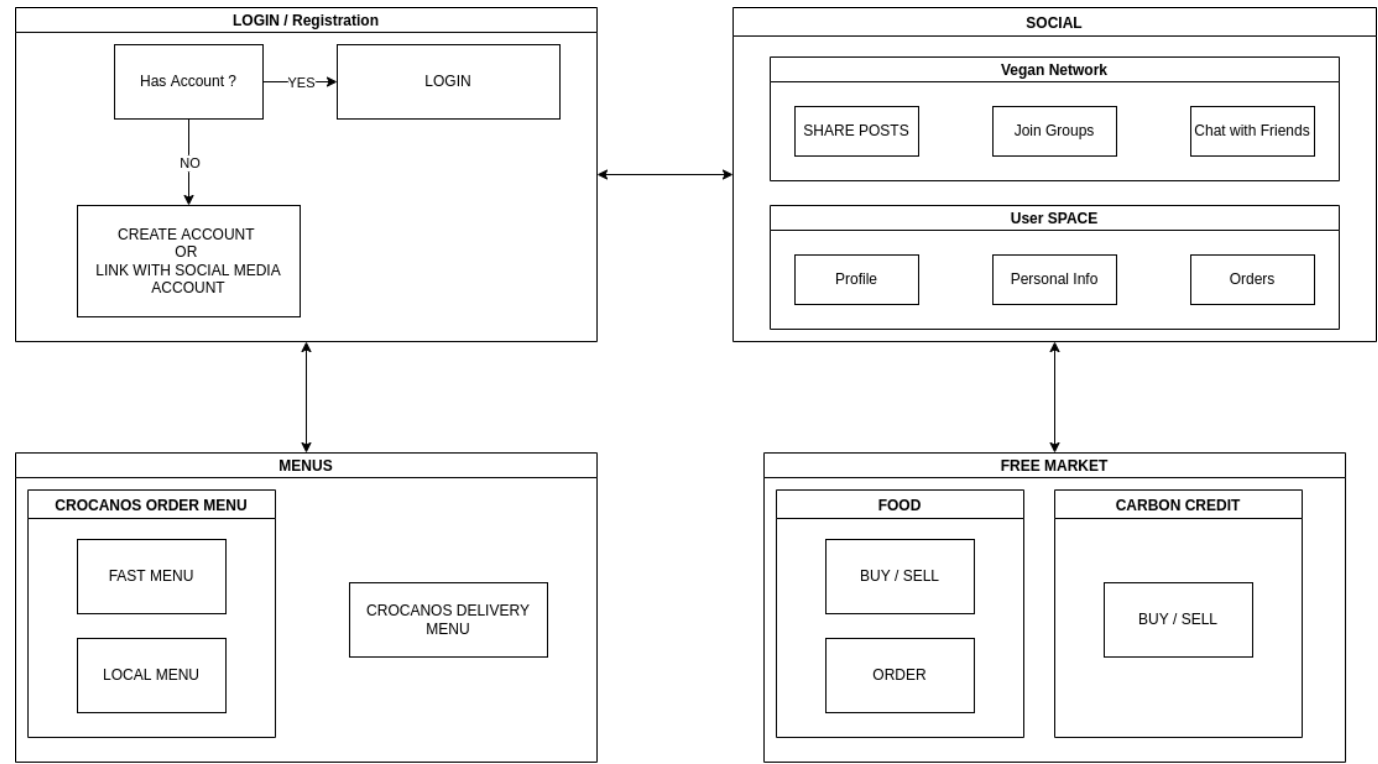 LOGIN / Registration
Has Account ?
YES
LOGIN
NO
CREATE ACCOUNT
OR
LINK WITH SOCIAL MEDIA
ACCOUNT
SOCIAL
Vegan Network
SHARE POSTS
Join Groups
Chat with Friends
User SPACE
Profile
Personal Info
Orders
MENUS
CROCANOS ORDER MENU
FAST MENU
LOCAL MENU
CROCANOS DELIVERY
MENU
FREE MARKET
FOOD
BUY / SELL
ORDER
CARBON CREDIT
BUY / SELL